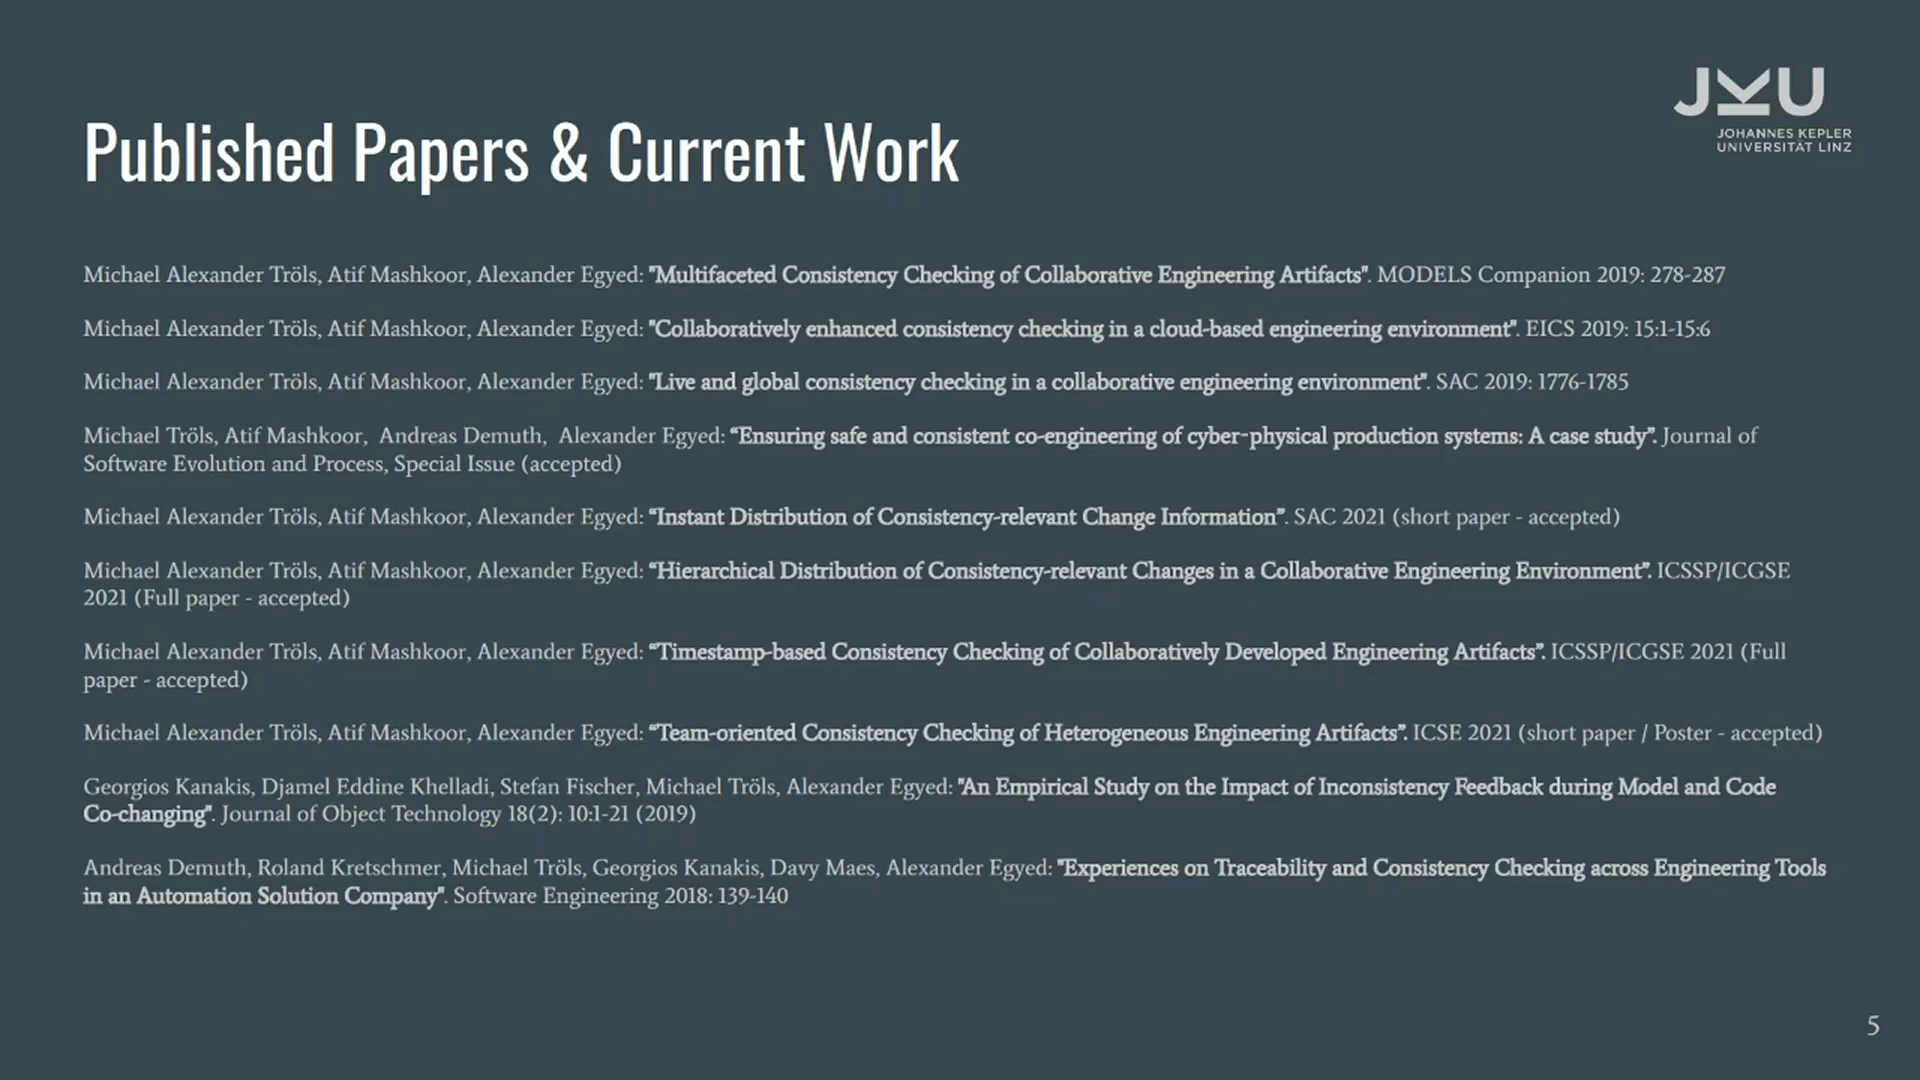 JKU
JOHANNES KEPLER
UNIVERSITÄT LINZ
Published Papers & Current Work
Michael Alexander Tröls, Atif Mashkoor, Alexander Egyed: "Multifaceted Consistency Checking of Collaborative Engineering Artifacts". MODELS Companion 2019: 278-287
Michael Alexander Tröls, Atif Mashkoor, Alexander Egyed: "Collaboratively enhanced consistency checking in a cloud-based engineering environment". EICS 2019: 15:1-15:6
Michael Alexander Tröls, Atif Mashkoor, Alexander Egyed: "Live and global consistency checking in a collaborative engineering environment". SAC 2019: 1776-1785
Michael Tröls, Atif Mashkoor, Andreas Demuth, Alexander Egyed: “Ensuring safe and consistent co-engineering of cyber-physical production systems: A case study”. Journal of
Software Evolution and Process, Special Issue (accepted)
Michael Alexander Tröls, Atif Mashkoor, Alexander Egyed: “Instant Distribution of Consistency-relevant Change Information”. SAC 2021 (short paper - accepted)
Michael Alexander Tröls, Atif Mashkoor, Alexander Egyed: “Hierarchical Distribution of Consistency-relevant Changes in a Collaborative Engineering Environment”. ICSSP/ICGSE
2021 (Full paper - accepted)
Michael Alexander Tröls, Atif Mashkoor, Alexander Egyed: “Timestamp-based Consistency Checking of Collaboratively Developed Engineering Artifacts”. ICSSP/ICGSE 2021 (Full
paper - accepted)
Michael Alexander Tröls, Atif Mashkoor, Alexander Egyed: “Team-oriented Consistency Checking of Heterogeneous Engineering Artifacts”. ICSE 2021 (short paper / Poster - accepted)
Georgios Kanakis, Djamel Eddine Khelladi, Stefan Fischer, Michael Tröls, Alexander Egyed: "An Empirical Study on the Impact of Inconsistency Feedback during Model and Code
Co-changing". Journal of Object Technology 18(2): 10:1-21 (2019)
Andreas Demuth, Roland Kretschmer, Michael Tröls, Georgios Kanakis, Davy Maes, Alexander Egyed: "Experiences on Traceability and Consistency Checking across Engineering Tools
in an Automation Solution Company". Software Engineering 2018: 139-140
5